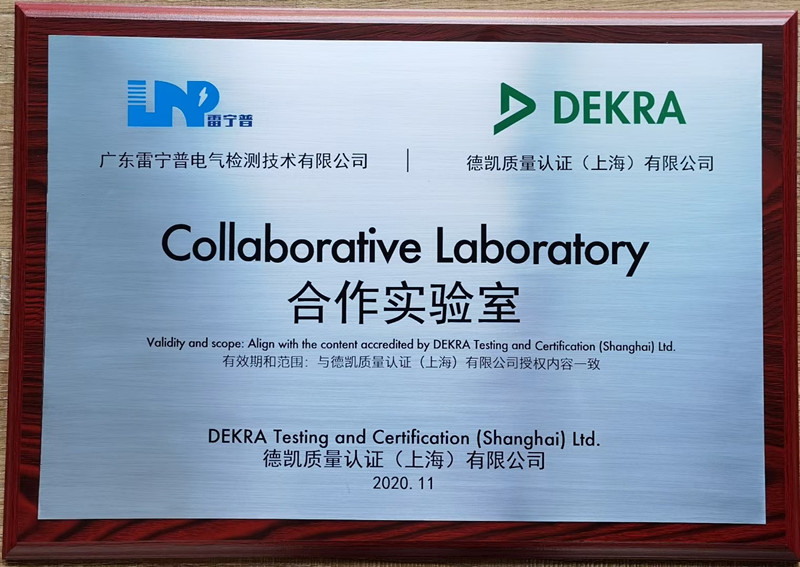 LNP 雷宁普
DEKRA
广东雷宁普电气检测技术有限公司 | 德凯质量认证（上海）有限公司
Collaborative Laboratory
合作实验室
Validity and scope: Align with the content accredited by DEKRA Testing and Certification (Shanghai) Ltd.
有效期和范围：与德凯质量认证（上海）有限公司授权内容一致
DEKRA Testing and Certification (Shanghai) Ltd.
德凯质量认证（上海）有限公司
2020.11